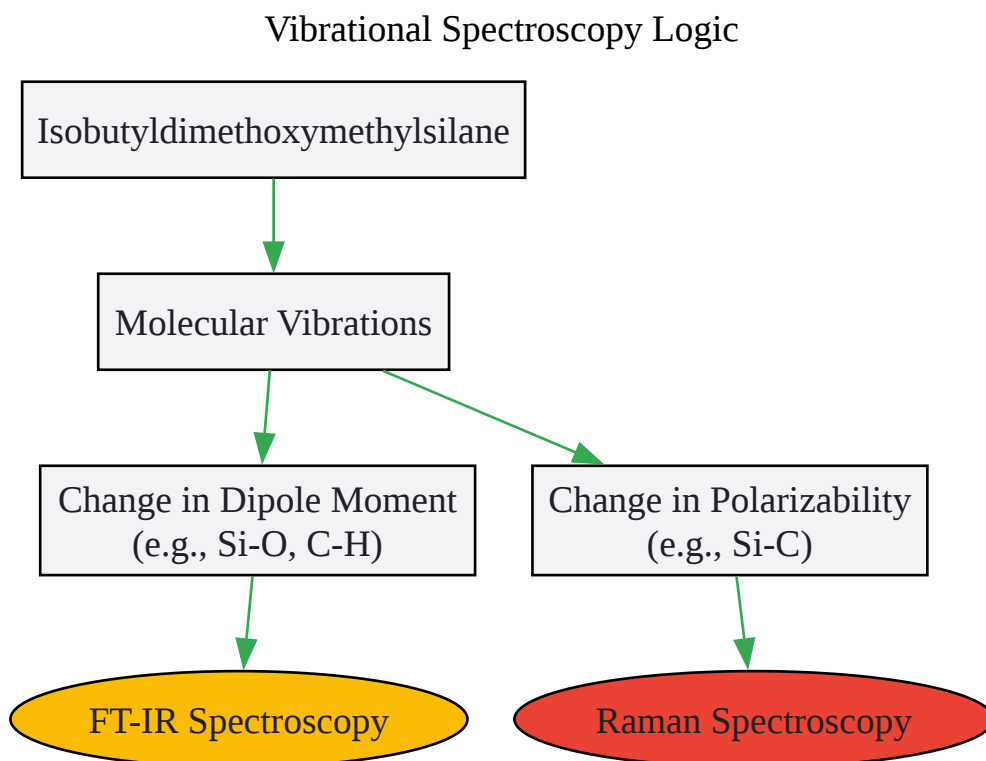 Vibrational Spectroscopy Logic
Isobutyldimethoxymethylsilane
Molecular Vibrations
Change in Dipole Moment
(e.g., Si-O, C-H)
Change in Polarizability
(e.g., Si-C)
FT-IR Spectroscopy
Raman Spectroscopy